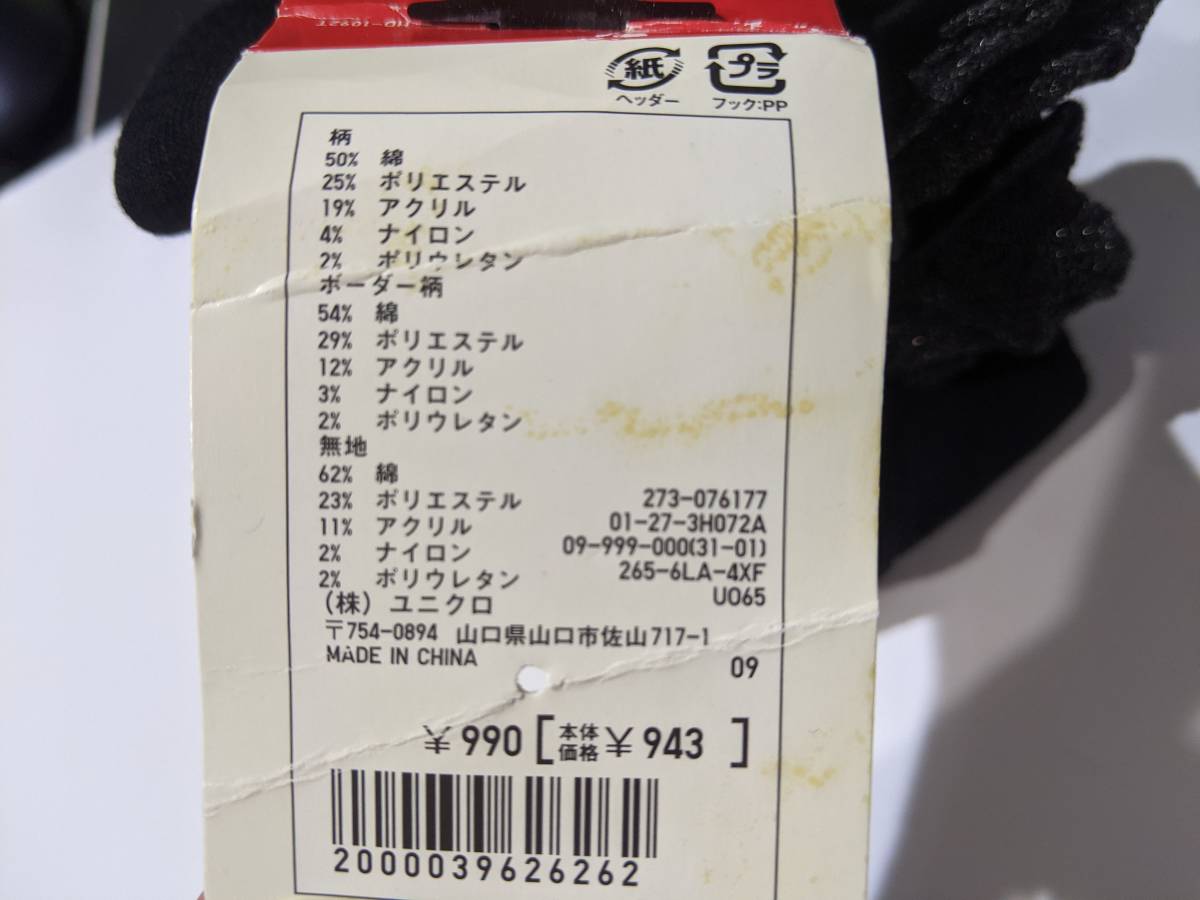 紙 プラ
ヘッダー フック:PP
柄
50% 綿
25% ポリエステル
19% アクリル
4% ナイロン
2% ポリウレタン
ボーダー柄
54% 綿
29% ポリエステル
12% アクリル
3% ナイロン
2% ポリウレタン
無地
62% 綿
23% ポリエステル
11% アクリル
2% ナイロン
2% ポリウレタン
273-076177
01-27-3H072A
09-999-000(31-01)
265-6LA-4XF
U065
(株) ユニクロ
〒754-0894 山口県山口市佐山717-1
MADE IN CHINA
09
¥990 [本体価格 ¥943 ]
2000039626262